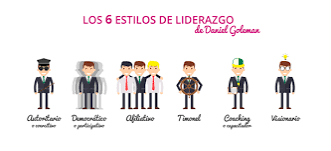 LOS 6 ESTILOS DE LIDERAZGO
de Daniel Goleman
Autoritario
o coercitivo
Democrático
o participativo
Afiliativo
Timonel
Coaching
o capacitador
Visionario